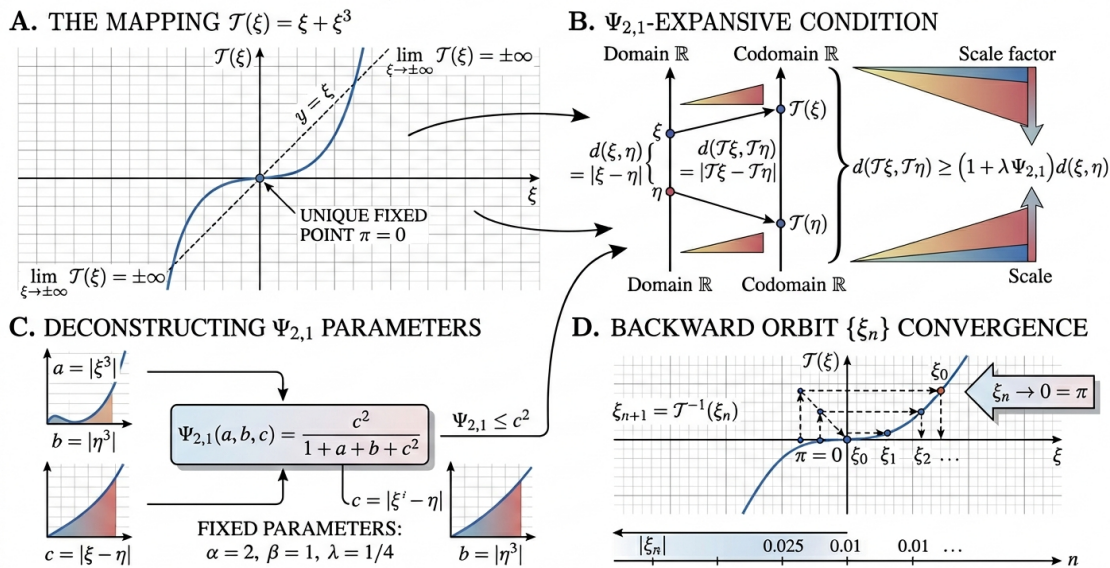 A. THE MAPPING 𝒯(ξ) = ξ + ξ³
𝒯(ξ)
lim 𝒯(ξ) = ±∞
ξ→±∞
y = ξ
ξ
UNIQUE FIXED
POINT π = 0
lim 𝒯(ξ) = ±∞
ξ→±∞
B. Ψ₂,₁-EXPANSIVE CONDITION
Domain ℝ
Codomain ℝ
Scale factor
ξ
𝒯(ξ)
d(ξ, η)
= |ξ − η|
d(𝒯ξ, 𝒯η)
= |𝒯ξ − 𝒯η|
η
𝒯(η)
d(𝒯ξ, 𝒯η) ≥ (1 + λΨ₂,₁)d(ξ, η)
Domain ℝ
Codomain ℝ
Scale
C. DECONSTRUCTING Ψ₂,₁ PARAMETERS
a = |ξ³|
b = |η³|
Ψ₂,₁(a, b, c) = c² / (1 + a + b + c²)
Ψ₂,₁ ≤ c²
c = |ξⁱ − η|
c = |ξ − η|
FIXED PARAMETERS:
α = 2, β = 1, λ = 1/4
b = |η³|
D. BACKWARD ORBIT {ξₙ} CONVERGENCE
𝒯(ξ)
ξ₀
ξₙ → 0 = π
ξₙ₊₁ = 𝒯⁻¹(ξₙ)
π = 0 ξ₀ ξ₁ ξ₂ ...
ξ
|ξₙ| 0.025 0.01 0.01 ...
n